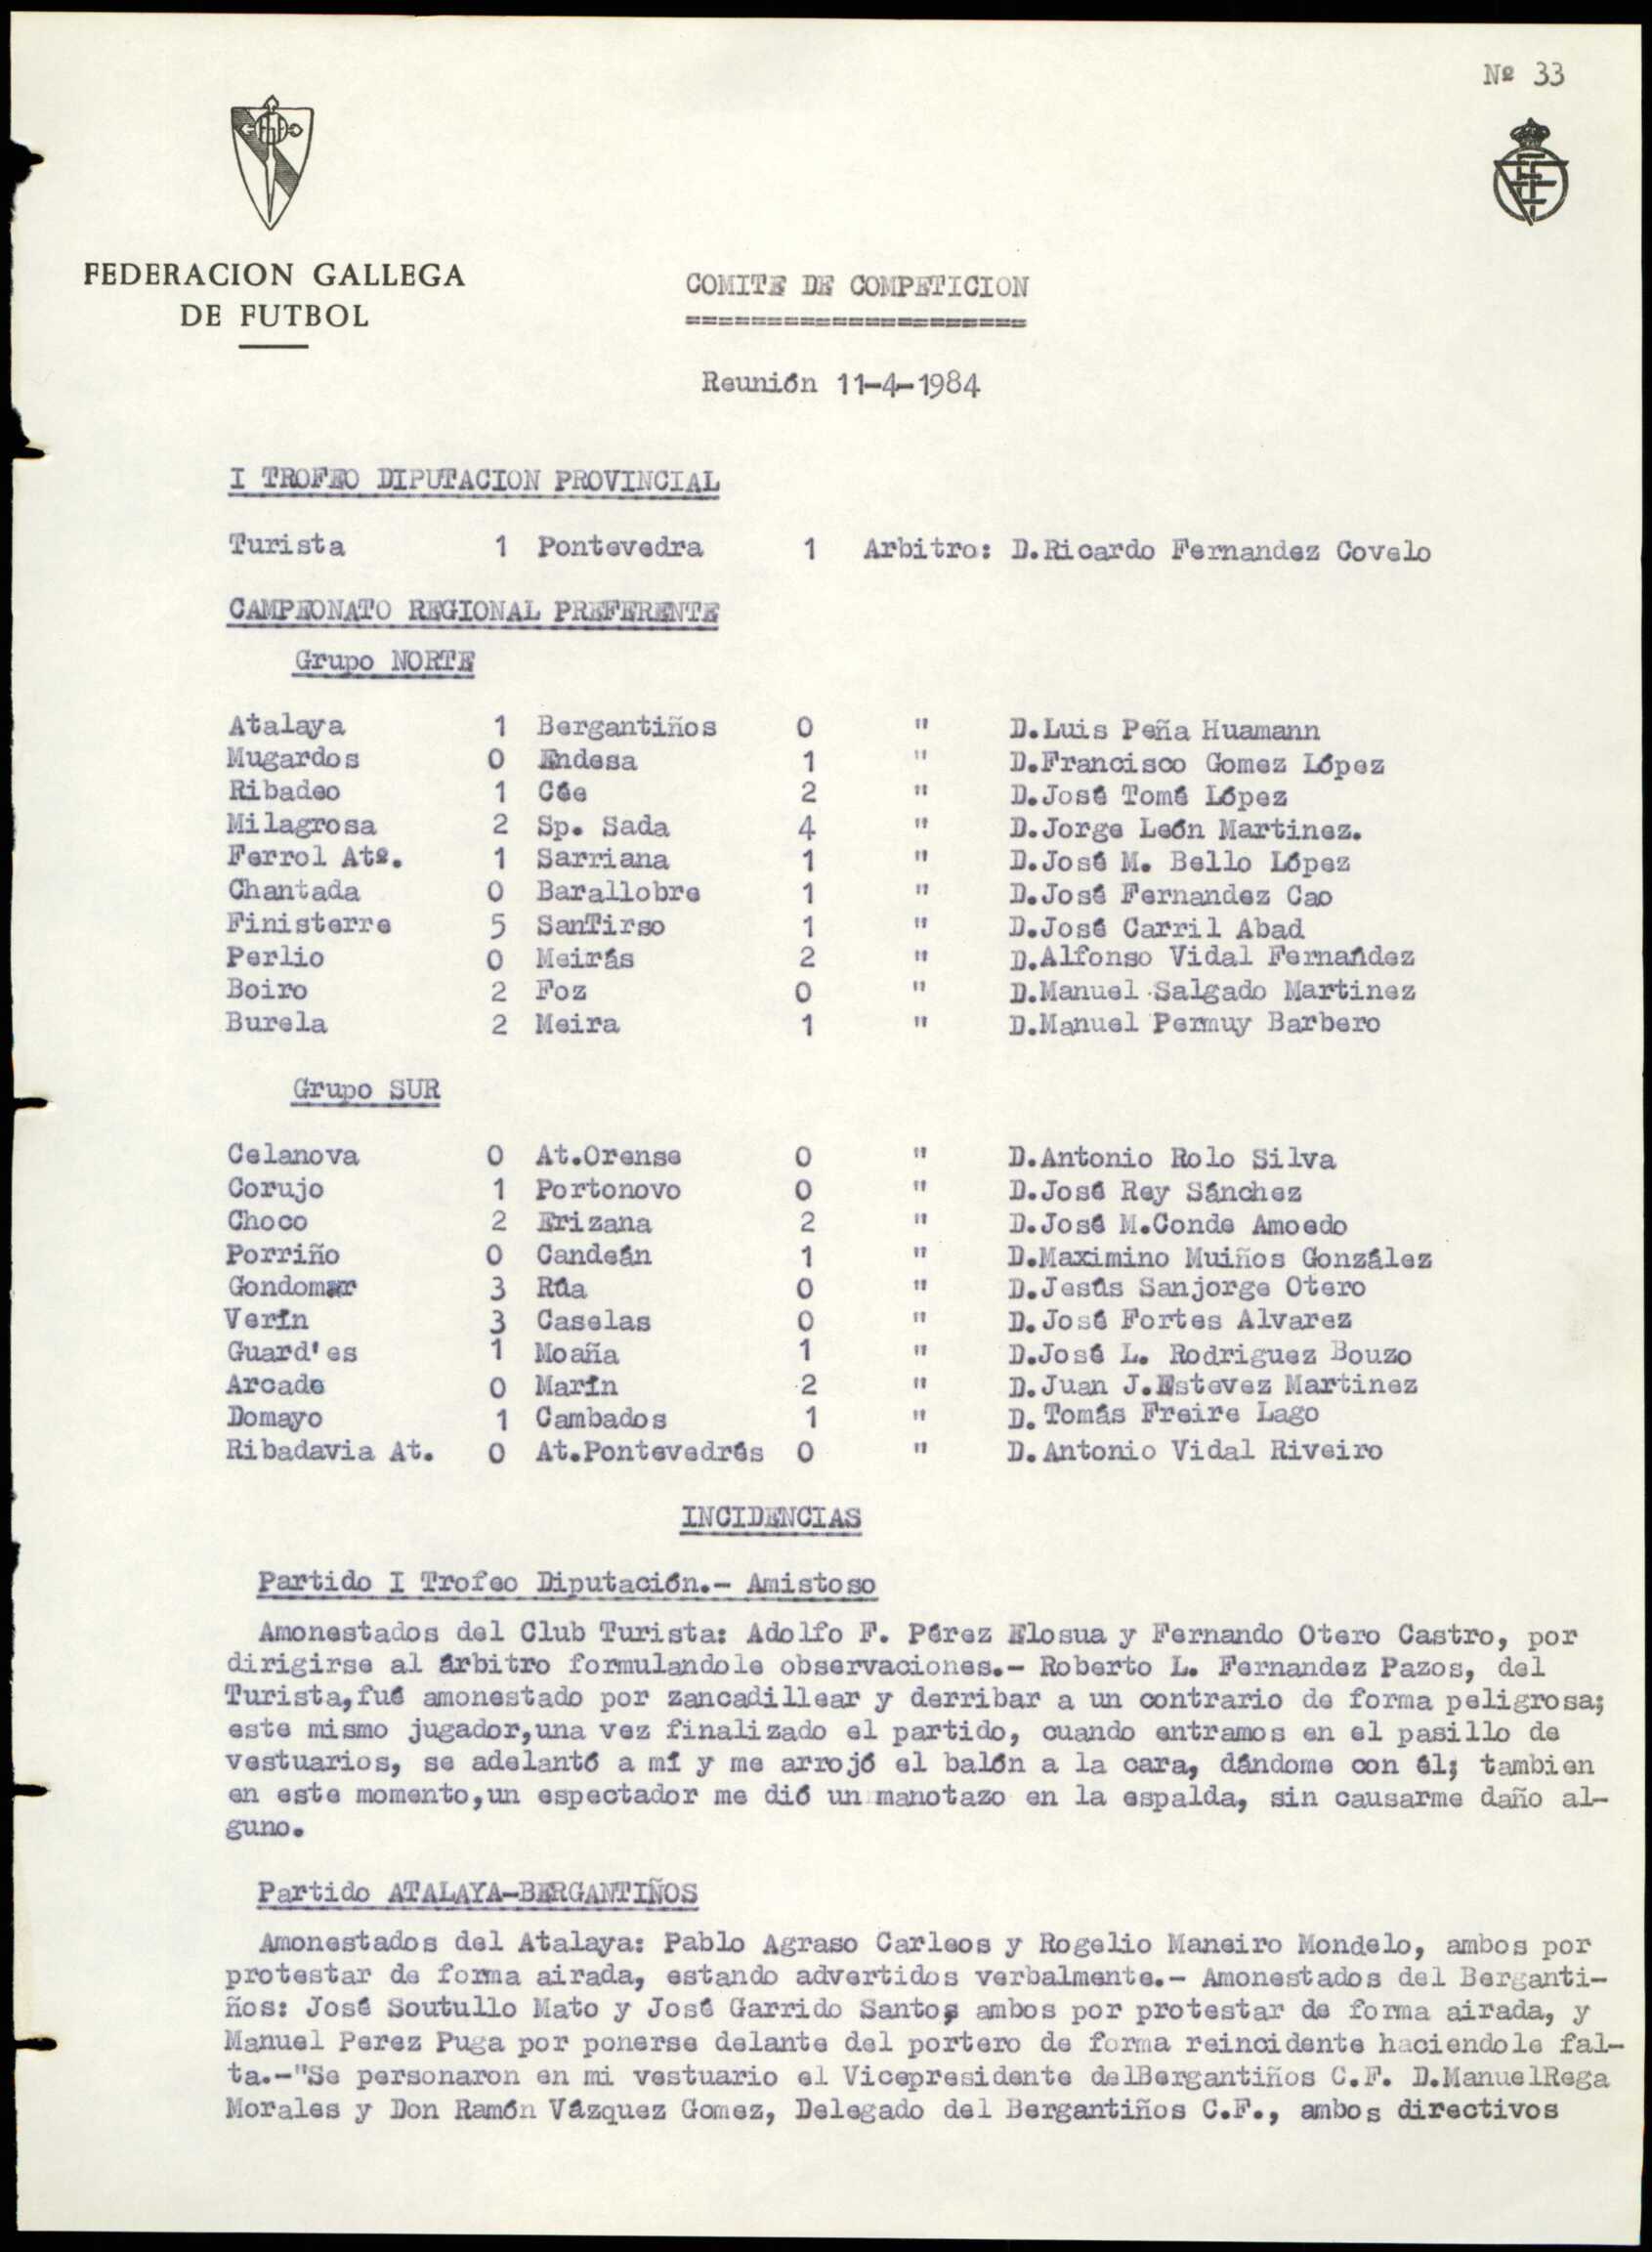 Nº 33
FEDERACION GALLEGA
DE FUTBOL
COMITE DE COMPETICION
=====================
Reunión 11-4-1984
I TROFEO DIPUTACION PROVINCIAL
Turista 1 Pontevedra 1 Arbitro: D.Ricardo Fernandez Covelo
CAMPEONATO REGIONAL PREFERENTE
Grupo NORTE
Atalaya 1 Bergantiños 0 " D.Luis Peña Huamann
Mugardos 0 Endesa 1 " D.Francisco Gomez López
Ribadeo 1 Cée 2 " D.José Tomé López
Milagrosa 2 Sp. Sada 4 " D.Jorge León Martinez.
Ferrol Atº. 1 Sarriana 1 " D.José M. Bello López
Chantada 0 Barallobre 1 " D.José Fernandez Cao
Finisterre 5 SanTirso 1 " D.José Carril Abad
Perlio 0 Meirás 2 " D.Alfonso Vidal Fernández
Boiro 2 Foz 0 " D.Manuel Salgado Martinez
Burela 2 Meira 1 " D.Manuel Permuy Barbero
Grupo SUR
Celanova 0 At.Orense 0 " D.Antonio Rolo Silva
Corujo 1 Portonovo 0 " D.José Rey Sánchez
Choco 2 Erizana 2 " D.José M.Conde Amoedo
Porriño 0 Candeán 1 " D.Maximino Muiños González
Gondomar 3 Rúa 0 " D.Jesús Sanjorge Otero
Verín 3 Caselas 0 " D.José Fortes Alvarez
Guard'es 1 Moaña 1 " D.José L. Rodriguez Bouzo
Arcade 0 Marín 2 " D.Juan J.Estevez Martinez
Domayo 1 Cambados 1 " D. Tomás Freire Lago
Ribadavia At. 0 At.Pontevedrés 0 " D.Antonio Vidal Riveiro
INCIDENCIAS
Partido I Trofeo Diputación.- Amistoso
Amonestados del Club Turista: Adolfo F. Pérez Elosua y Fernando Otero Castro, por
dirigirse al árbitro formulandole observaciones.- Roberto L. Fernandez Pazos, del
Turista,fué amonestado por zancadillear y derribar a un contrario de forma peligrosa;
este mismo jugador,una vez finalizado el partido, cuando entramos en el pasillo de
vestuarios, se adelantó a mí y me arrojó el balón a la cara, dándome con él; tambien
en este momento,un espectador me dió un manotazo en la espalda, sin causarme daño al-
guno.
Partido ATALAYA-BERGANTIÑOS
Amonestados del Atalaya: Pablo Agraso Carleos y Rogelio Maneiro Mondelo, ambos por
protestar de forma airada, estando advertidos verbalmente.- Amonestados del Berganti-
ños: José Soutullo Mato y José Garrido Santos ambos por protestar de forma airada, y
Manuel Perez Puga por ponerse delante del portero de forma reincidente haciendole fal-
ta.-"Se personaron en mi vestuario el Vicepresidente delBergantiños C.F. D.ManuelRega
Morales y Don Ramón Vázquez Gomez, Delegado del Bergantiños C.F., ambos directivos